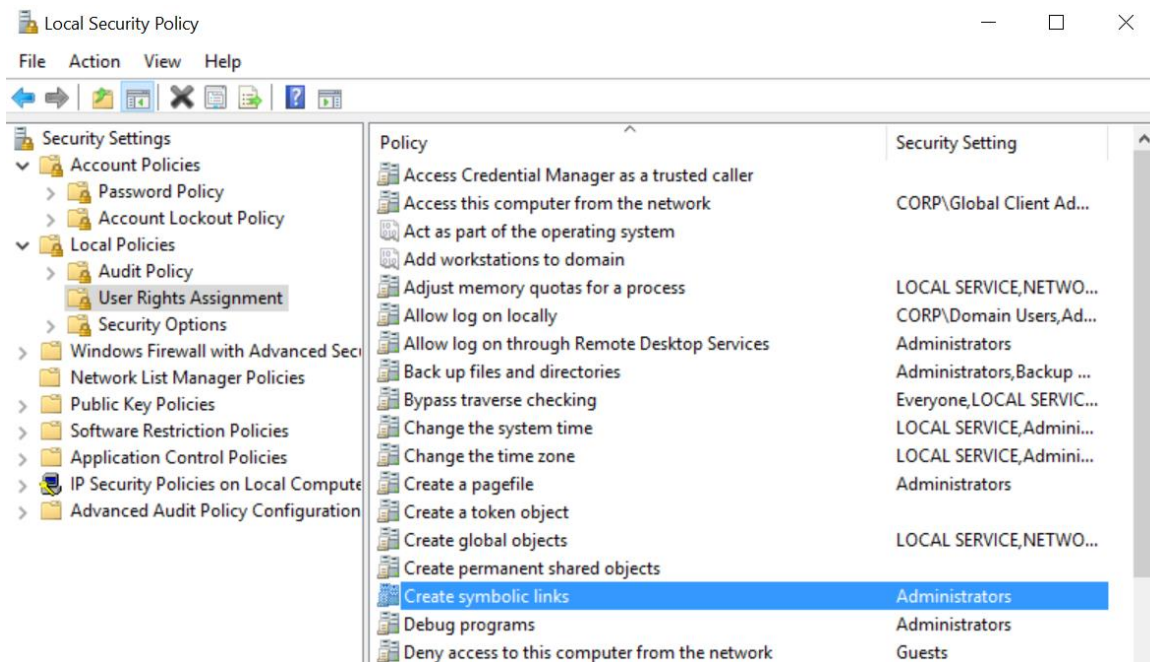 Local Security Policy
File Action View Help
Security Settings
Account Policies
Password Policy
Account Lockout Policy
Local Policies
Audit Policy
User Rights Assignment
Security Options
Windows Firewall with Advanced Secu
Network List Manager Policies
Public Key Policies
Software Restriction Policies
Application Control Policies
IP Security Policies on Local Compute
Advanced Audit Policy Configuration
Policy Security Setting
Access Credential Manager as a trusted caller
Access this computer from the network CORP\Global Client Ad...
Act as part of the operating system
Add workstations to domain
Adjust memory quotas for a process LOCAL SERVICE,NETWO...
Allow log on locally CORP\Domain Users,Ad...
Allow log on through Remote Desktop Services Administrators
Back up files and directories Administrators,Backup ...
Bypass traverse checking Everyone,LOCAL SERVIC...
Change the system time LOCAL SERVICE,Admini...
Change the time zone LOCAL SERVICE,Admini...
Create a pagefile Administrators
Create a token object
Create global objects LOCAL SERVICE,NETWO...
Create permanent shared objects
Create symbolic links Administrators
Debug programs Administrators
Deny access to this computer from the network Guests